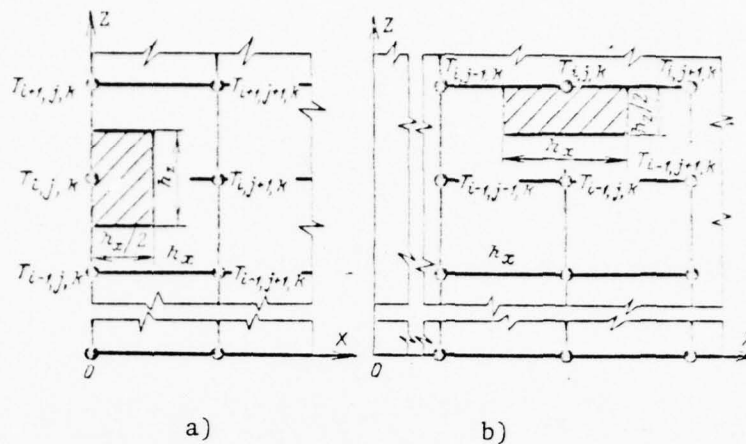 Z
T_{i+1,j,k} T_{i+1,j+1,k}
T_{i,j,k} h_z T_{i,j+1,k}
h_x/2 h_x
T_{i-1,j,k} T_{i-1,j+1,k}
0 X
a)
Z
T_{i,j-1,k} T_{i,j,k} T_{i,j+1,k}
h_z/2
h_x
T_{i-1,j-1,k} T_{i-1,j,k} T_{i-1,j+1,k}
h_x
0
b)